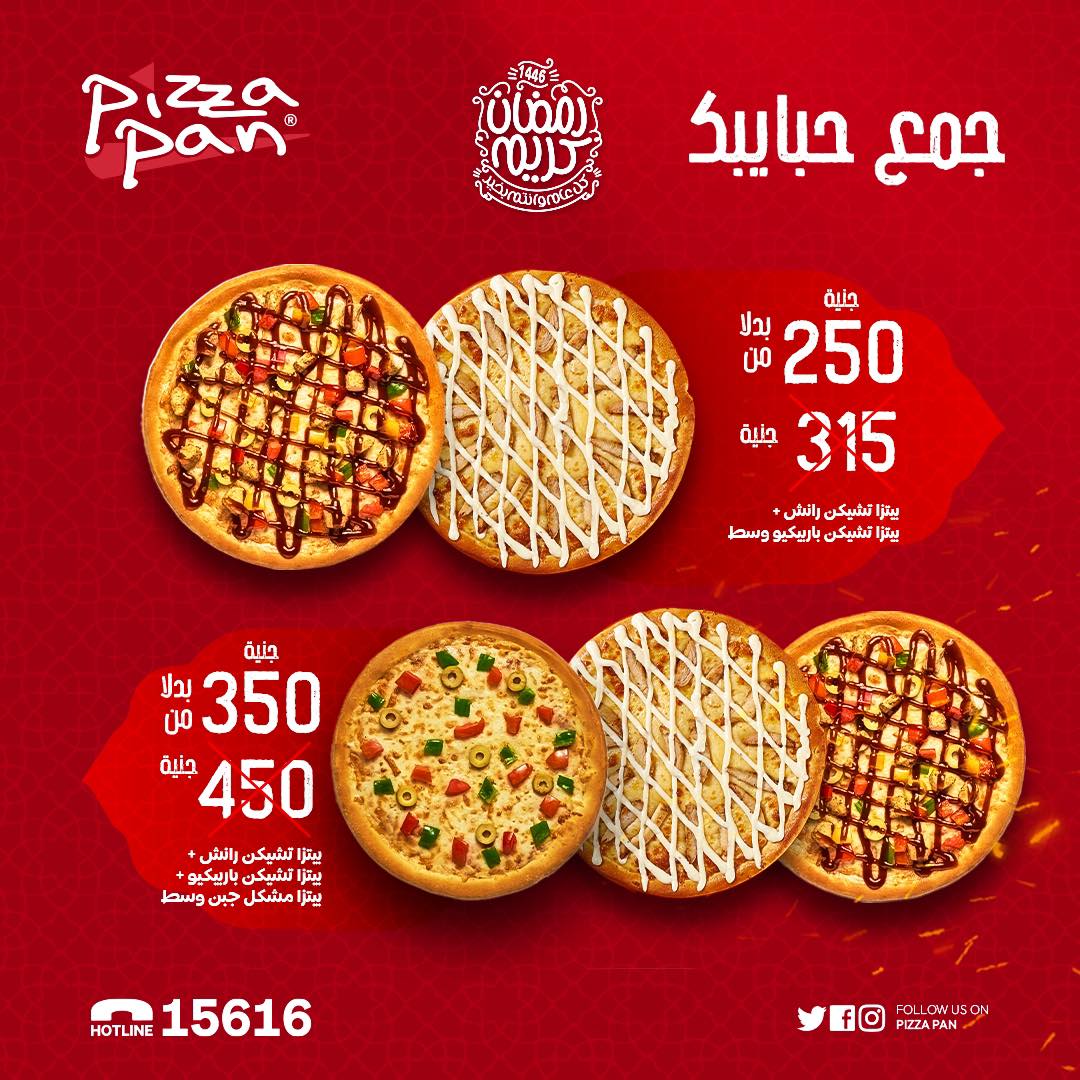 Pizza
pan®
1446
رمضان
كريم
كل عام وانتم بخير
جمع حبايبك
جنية
250
بدلا
من
315
جنية
بيتزا تشيكن رانش +
بيتزا تشيكن باربيكيو وسط
جنية
350
بدلا
من
450
جنية
بيتزا تشيكن رانش +
بيتزا تشيكن باربيكيو +
بيتزا مشكل جبن وسط
HOTLINE 15616
FOLLOW US ON
PIZZA PAN